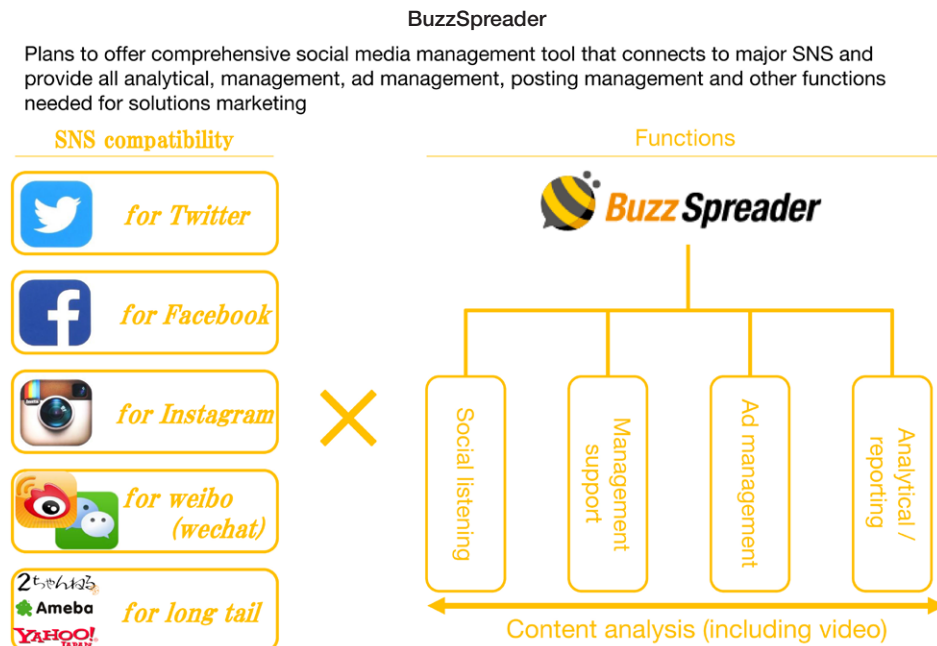 BuzzSpreader
Plans to offer comprehensive social media management tool that connects to major SNS and
provide all analytical, management, ad management, posting management and other functions
needed for solutions marketing
SNS compatibility
for Twitter
for Facebook
for Instagram
for weibo
(wechat)
2ちゃんねる
Ameba
YAHOO!
JAPAN
for long tail
Functions
Buzz Spreader
Social listening
Management
support
Ad management
Analytical /
reporting
Content analysis (including video)